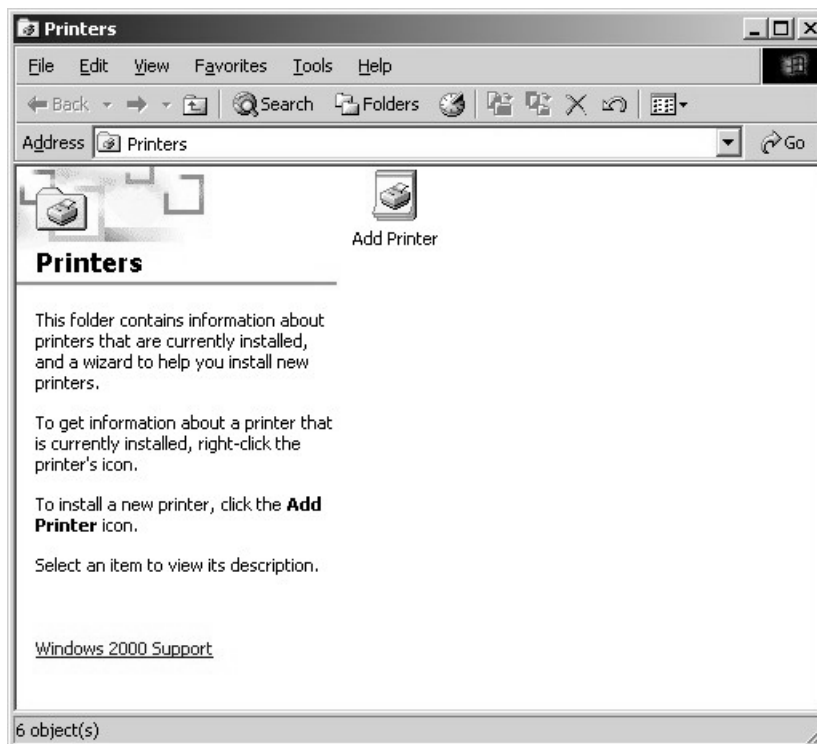 Printers
File Edit View Favorites Tools Help
Back Search Folders
Address Printers Go
Add Printer
Printers
This folder contains information about
printers that are currently installed,
and a wizard to help you install new
printers.
To get information about a printer that
is currently installed, right-click the
printer's icon.
To install a new printer, click the Add
Printer icon.
Select an item to view its description.
Windows 2000 Support
6 object(s)